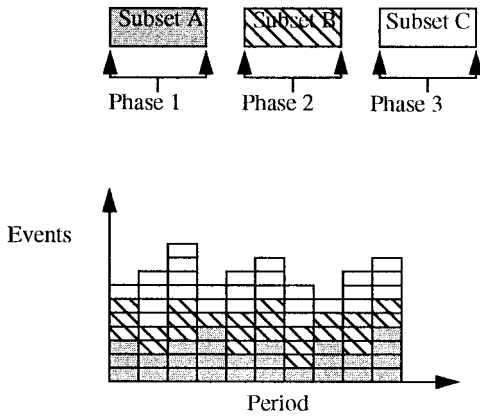 Subset A Subset B Subset C
Phase 1 Phase 2 Phase 3
Events
Period